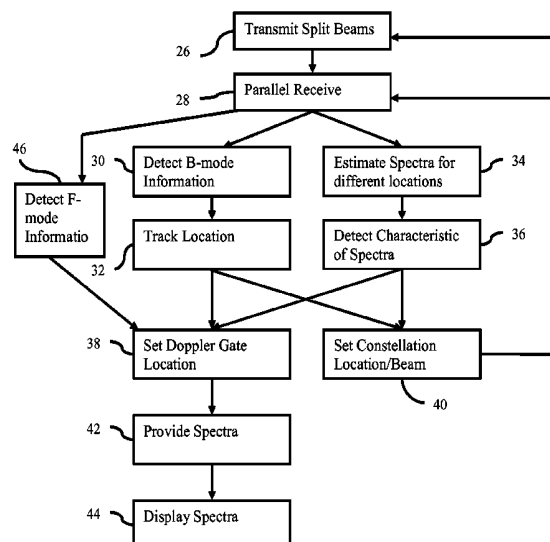 Transmit Split Beams
26
Parallel Receive
28
46
30
Detect B-mode
Information
Estimate Spectra for
different locations
34
Detect F-
mode
Informatio
Track Location
32
Detect Characteristic
of Spectra
36
38
Set Doppler Gate
Location
Set Constellation
Location/Beam
40
42
Provide Spectra
44
Display Spectra